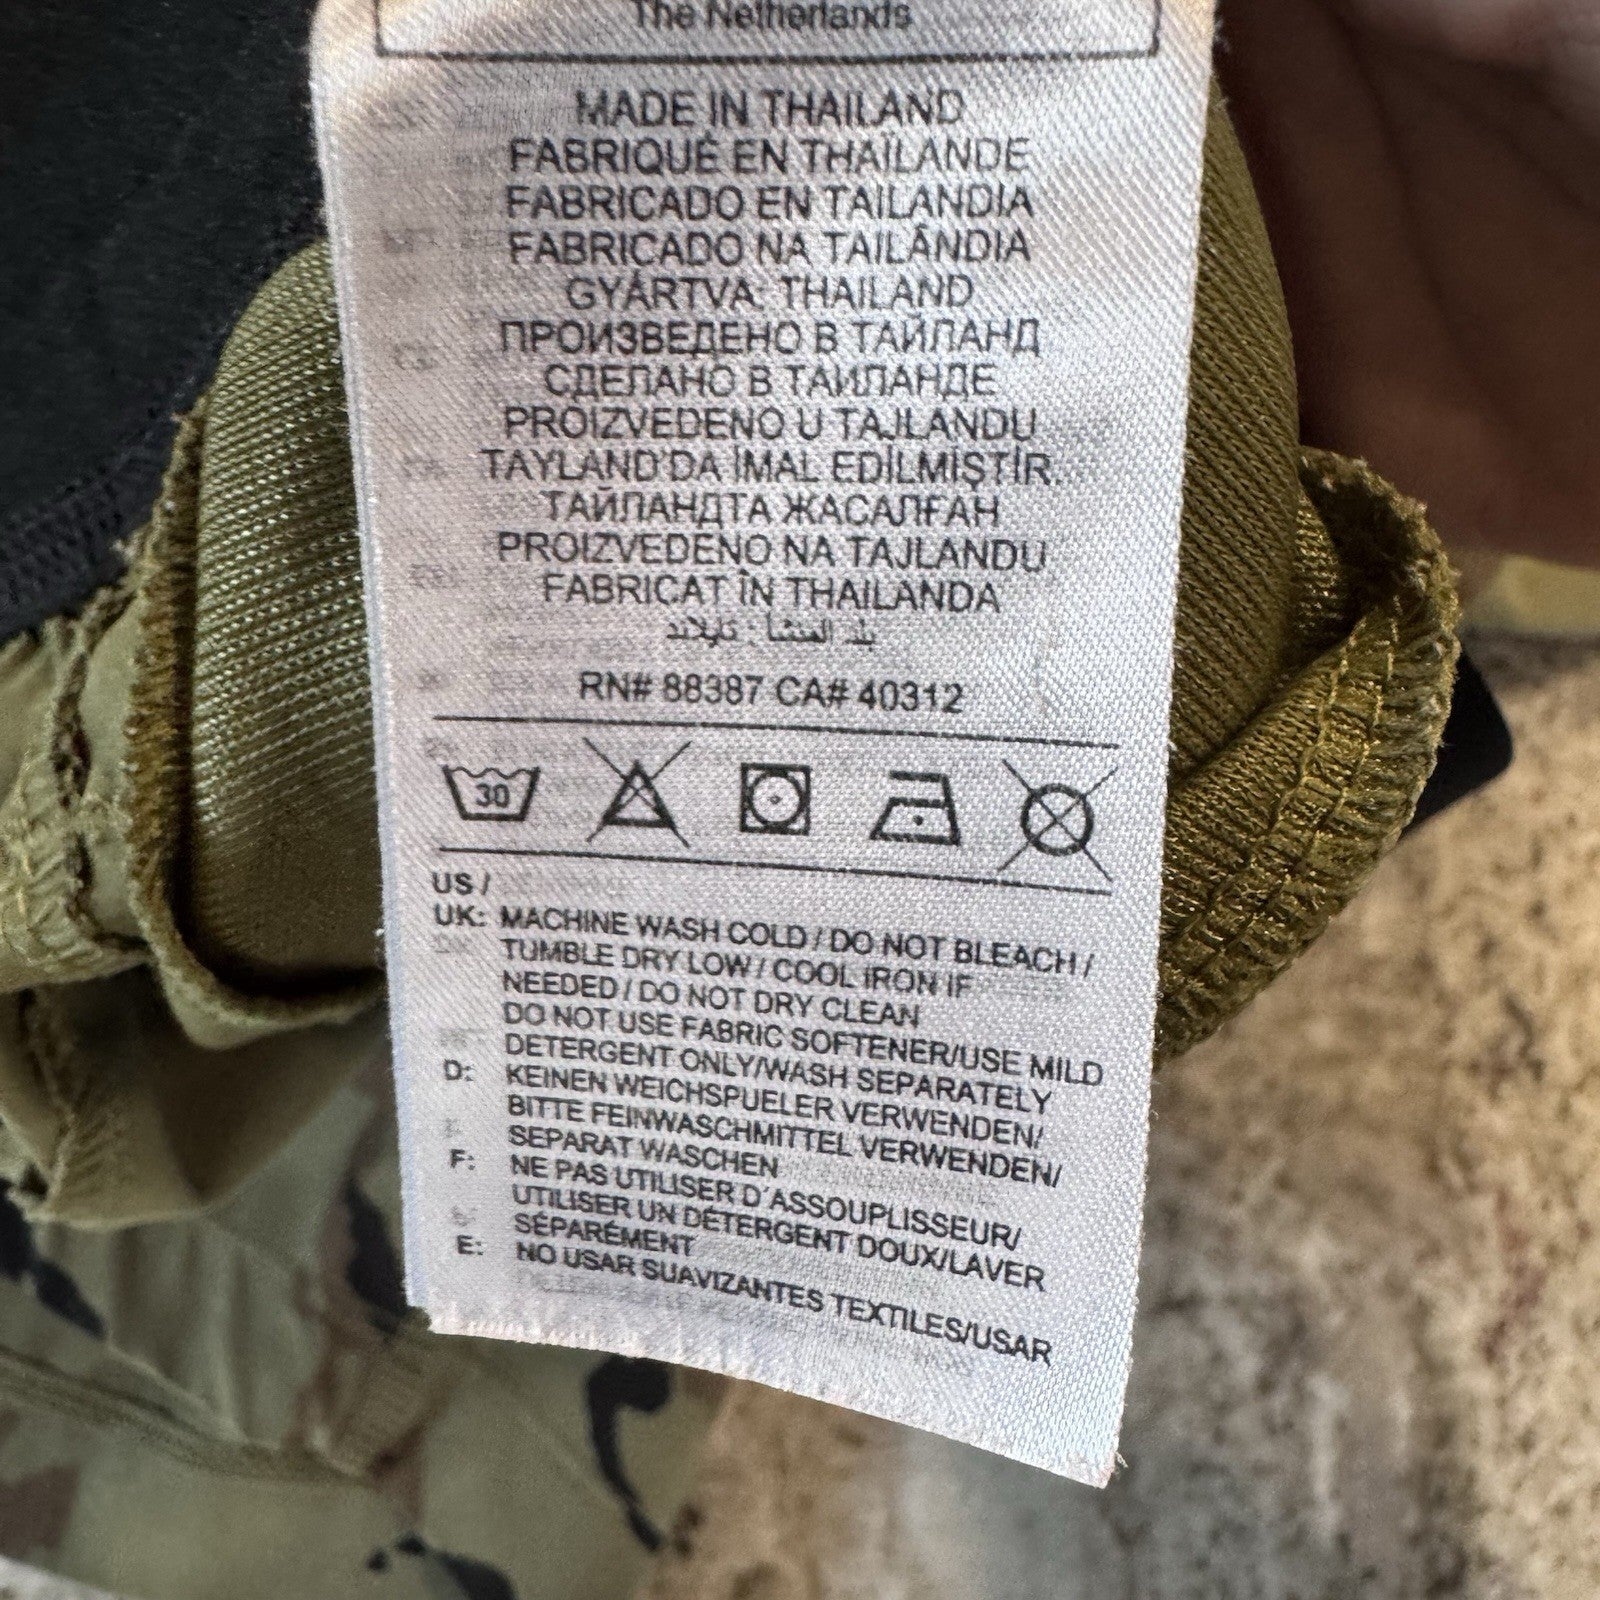 The Netherlands
MADE IN THAILAND
FABRIQUÉ EN THAÏLANDE
FABRICADO EN TAILANDIA
FABRICADO NA TAILÂNDIA
GYÁRTVA: THAILAND
ПРОИЗВЕДЕНО В ТАЙЛАНД
СДЕЛАНО В ТАИЛАНДЕ
PROIZVEDENO U TAJLANDU
TAYLAND'DA İMAL EDİLMİŞTİR.
ТАЙЛАНДТА ЖАСАЛҒАН
PROIZVEDENO NA TAJLANDU
FABRICAT ÎN THAILANDA
بلد المنشأ : تايلاند
RN# 88387 CA# 40312
30
US /
UK: MACHINE WASH COLD / DO NOT BLEACH /
TUMBLE DRY LOW / COOL IRON IF
NEEDED / DO NOT DRY CLEAN
DO NOT USE FABRIC SOFTENER/USE MILD
DETERGENT ONLY/WASH SEPARATELY
D: KEINEN WEICHSPUELER VERWENDEN/
BITTE FEINWASCHMITTEL VERWENDEN/
SEPARAT WASCHEN
F: NE PAS UTILISER D'ASSOUPLISSEUR/
UTILISER UN DÉTERGENT DOUX/LAVER
SÉPARÉMENT
E: NO USAR SUAVIZANTES TEXTILES/USAR